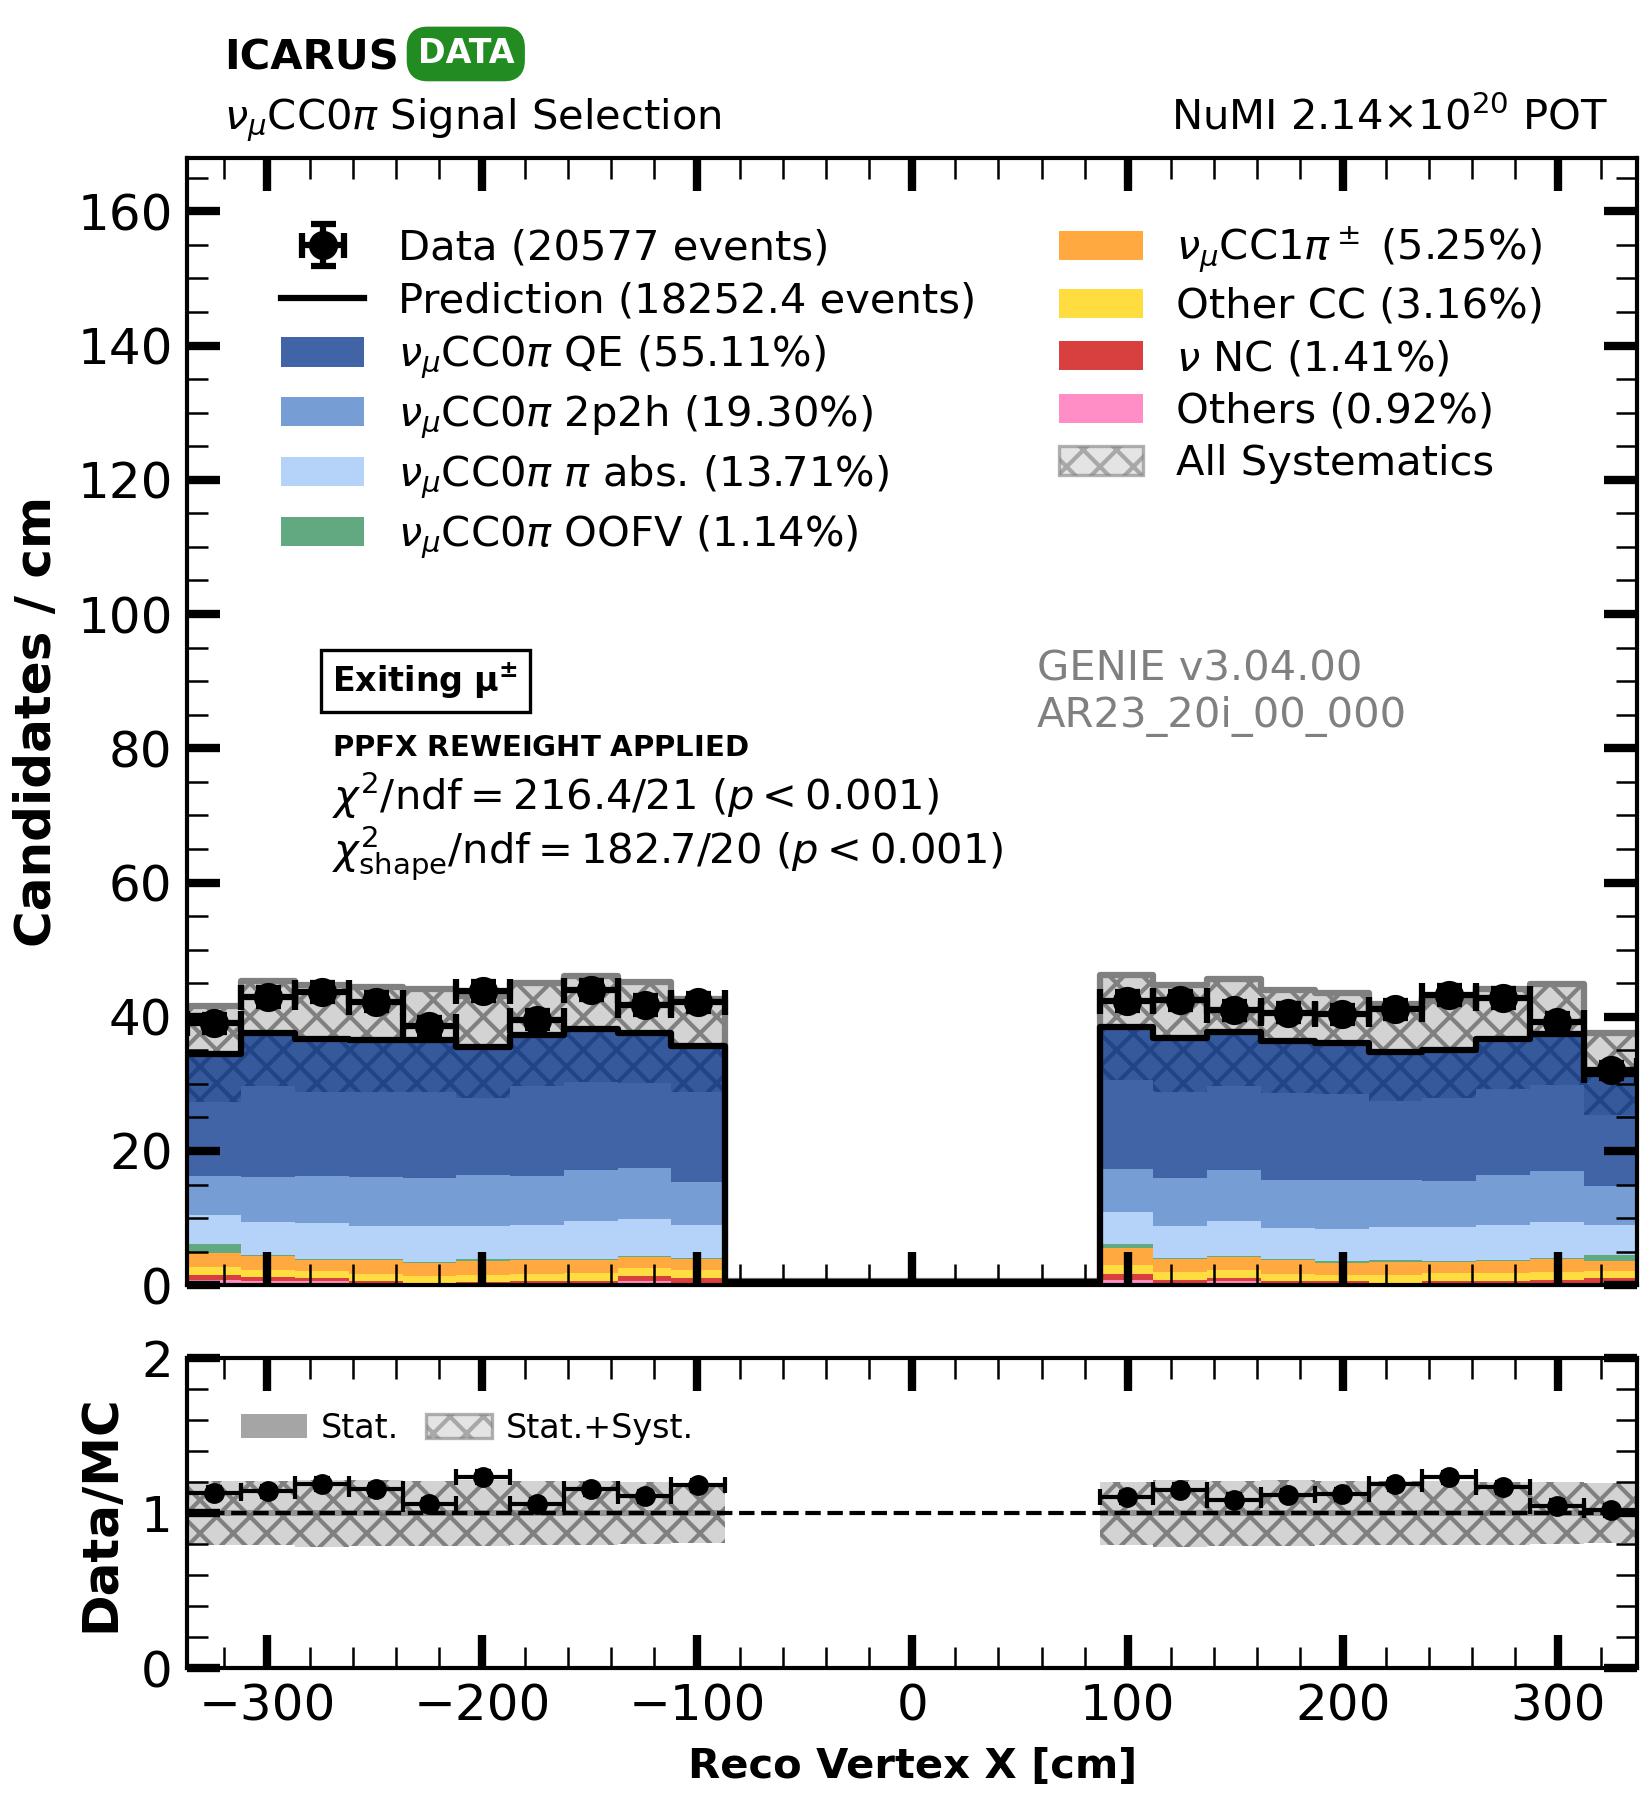 ICARUS DATA
νμCC0π Signal Selection
NuMI 2.14×10²⁰ POT
Data (20577 events)
Prediction (18252.4 events)
νμCC0π QE (55.11%)
νμCC0π 2p2h (19.30%)
νμCC0π π abs. (13.71%)
νμCC0π OOFV (1.14%)
νμCC1π± (5.25%)
Other CC (3.16%)
ν NC (1.41%)
Others (0.92%)
All Systematics
Exiting μ±
PPFX REWEIGHT APPLIED
χ²/ndf = 216.4/21 (p < 0.001)
χ²shape/ndf = 182.7/20 (p < 0.001)
GENIE v3.04.00
AR23_20i_00_000
Candidates / cm
160
140
120
100
80
60
40
20
0
Stat.
Stat.+Syst.
Data/MC
2
1
0
−300 −200 −100 0 100 200 300
Reco Vertex X [cm]